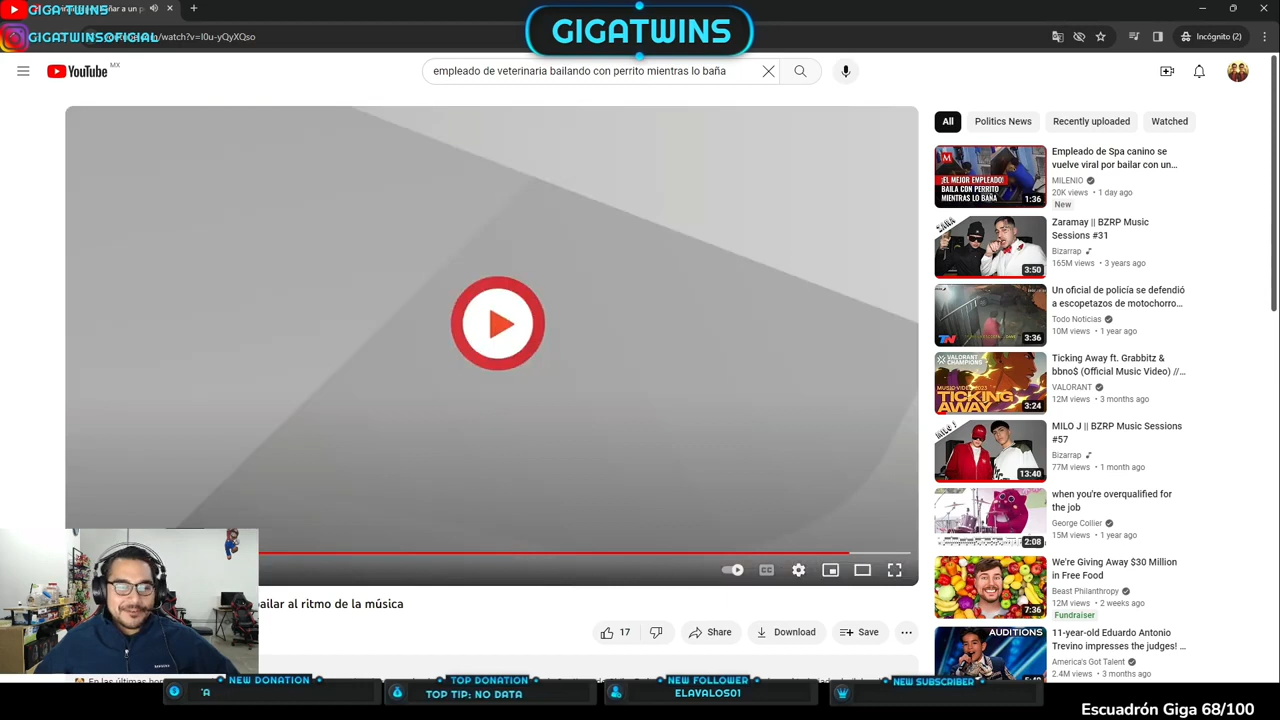 GIGA TWINS
GIGATWINSOFICIAL
/watch?v=I0u-yQyXQso
GIGATWINS
Incógnito (2)
YouTube MX
empleado de veterinaria bailando con perrito mientras lo baña
All
Politics News
Recently uploaded
Watched
¡EL MEJOR EMPLEADO!
BAILA CON PERRITO
MIENTRAS LO BAÑA
1:36
Empleado de Spa canino se
vuelve viral por bailar con un...
MILENIO
20K views • 1 day ago
New
3:50
Zaramay || BZRP Music
Sessions #31
Bizarrap
165M views • 3 years ago
3:36
Un oficial de policía se defendió
a escopetazos de motochorro...
Todo Noticias
10M views • 1 year ago
VALORANT
CHAMPIONS
TICKING
AWAY
3:24
Ticking Away ft. Grabbitz &
bbno$ (Official Music Video) //...
VALORANT
12M views • 3 months ago
MILO J
13:40
MILO J || BZRP Music Sessions
#57
Bizarrap
77M views • 1 month ago
2:08
when you're overqualified for
the job
George Collier
15M views • 1 year ago
7:36
We're Giving Away $30 Million
in Free Food
Beast Philanthropy
12M views • 2 weeks ago
Fundraiser
AUDITIONS
11-year-old Eduardo Antonio
Trevino impresses the judges! ...
America's Got Talent
2.4M views • 3 months ago
bailar al ritmo de la música
17
Share
Download
Save
NEW DONATION
'A
TOP DONATION
TOP TIP: NO DATA
NEW FOLLOWER
ELAVALOS01
NEW SUBSCRIBER
Escuadrón Giga 68/100